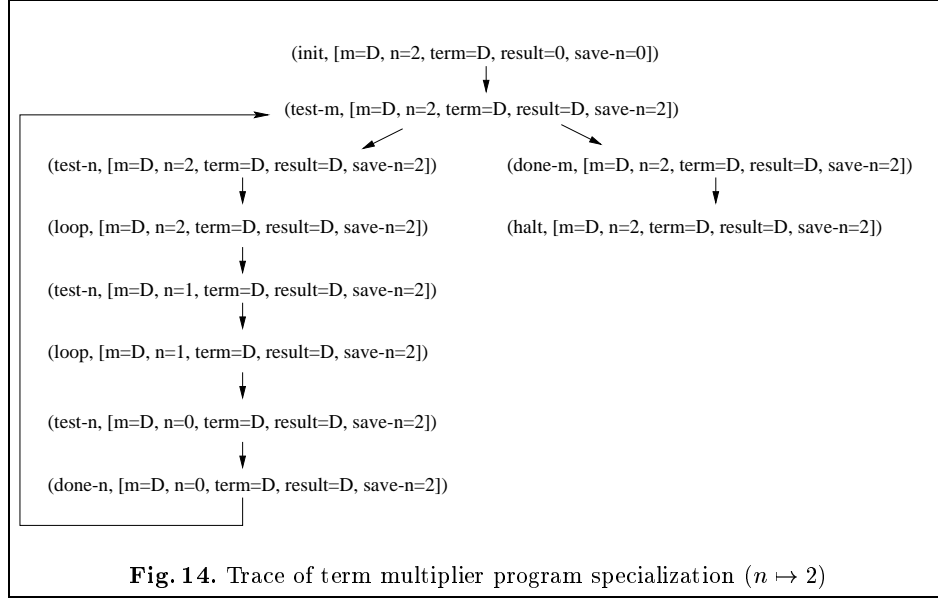 (init, [m=D, n=2, term=D, result=0, save-n=0])
(test-m, [m=D, n=2, term=D, result=D, save-n=2])
(test-n, [m=D, n=2, term=D, result=D, save-n=2])
(done-m, [m=D, n=2, term=D, result=D, save-n=2])
(loop, [m=D, n=2, term=D, result=D, save-n=2])
(halt, [m=D, n=2, term=D, result=D, save-n=2])
(test-n, [m=D, n=1, term=D, result=D, save-n=2])
(loop, [m=D, n=1, term=D, result=D, save-n=2])
(test-n, [m=D, n=0, term=D, result=D, save-n=2])
(done-n, [m=D, n=0, term=D, result=D, save-n=2])
Fig. 14. Trace of term multiplier program specialization (n ↦ 2)